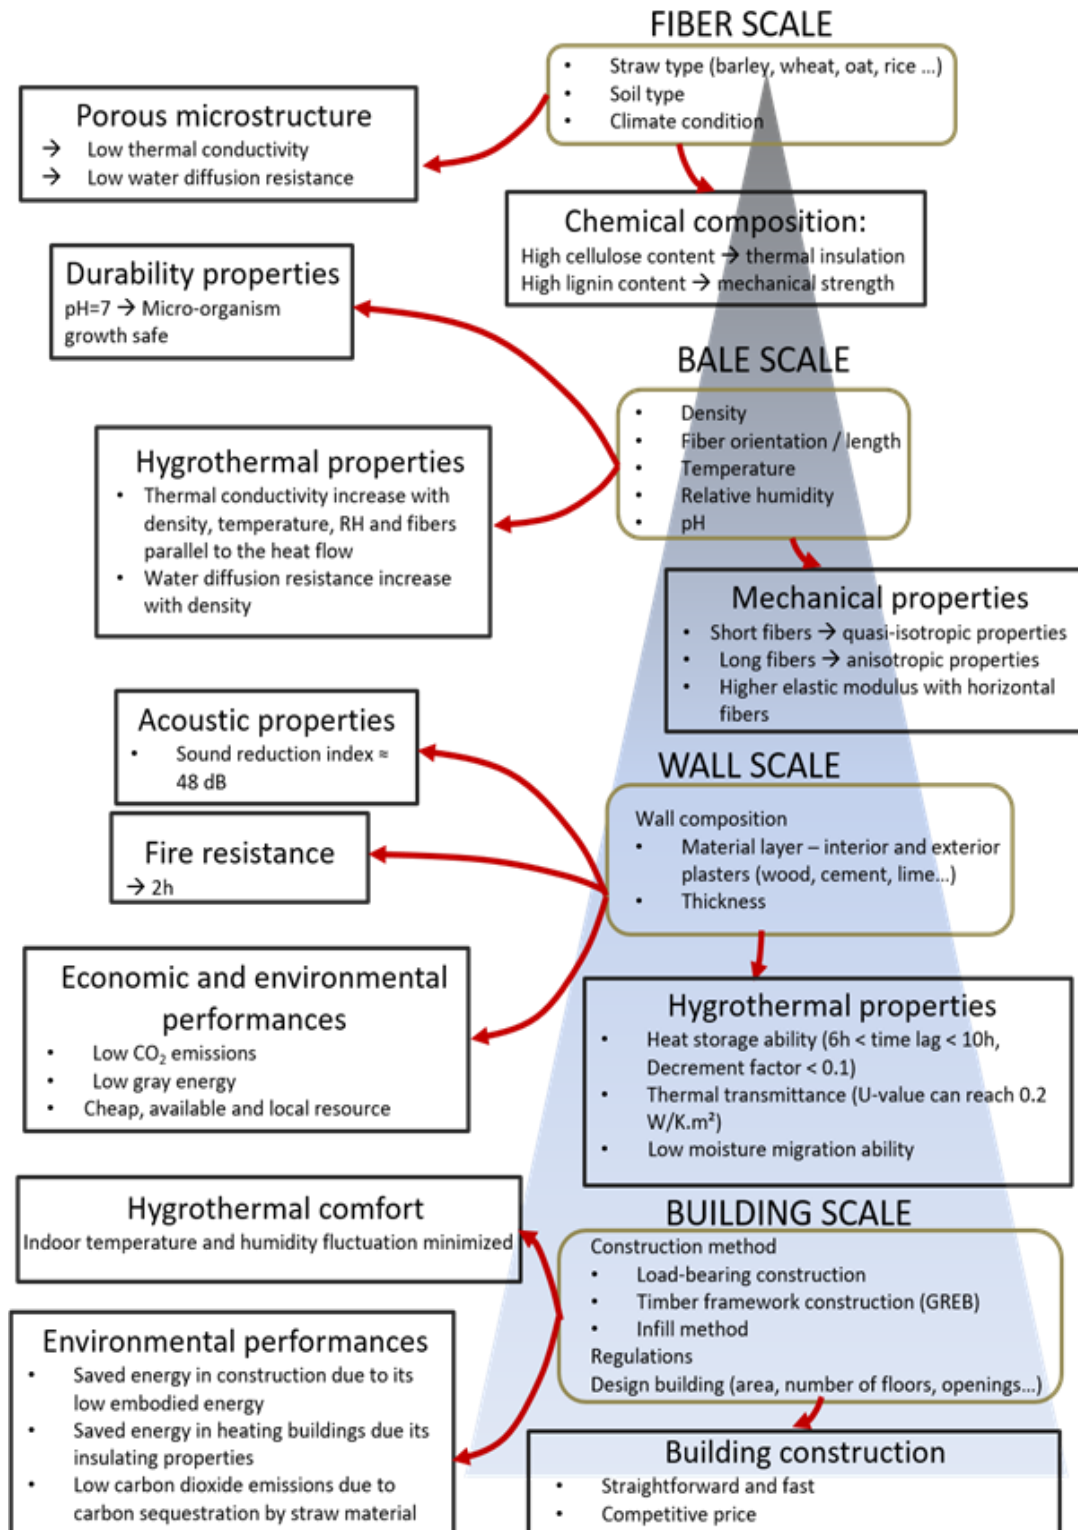 FIBER SCALE
• Straw type (barley, wheat, oat, rice ...)
• Soil type
• Climate condition
Porous microstructure
→ Low thermal conductivity
→ Low water diffusion resistance
Chemical composition:
High cellulose content → thermal insulation
High lignin content → mechanical strength
Durability properties
pH=7 → Micro-organism
growth safe
BALE SCALE
• Density
• Fiber orientation / length
• Temperature
• Relative humidity
• pH
Hygrothermal properties
• Thermal conductivity increase with
density, temperature, RH and fibers
parallel to the heat flow
• Water diffusion resistance increase
with density
Mechanical properties
• Short fibers → quasi-isotropic properties
• Long fibers → anisotropic properties
• Higher elastic modulus with horizontal
fibers
Acoustic properties
• Sound reduction index ≈
48 dB
WALL SCALE
Wall composition
• Material layer – interior and exterior
plasters (wood, cement, lime...)
• Thickness
Fire resistance
→ 2h
Economic and environmental
performances
• Low CO₂ emissions
• Low gray energy
• Cheap, available and local resource
Hygrothermal properties
• Heat storage ability (6h < time lag < 10h,
Decrement factor < 0.1)
• Thermal transmittance (U-value can reach 0.2
W/K.m²)
• Low moisture migration ability
Hygrothermal comfort
Indoor temperature and humidity fluctuation minimized
BUILDING SCALE
Construction method
• Load-bearing construction
• Timber framework construction (GREB)
• Infill method
Regulations
Design building (area, number of floors, openings...)
Environmental performances
• Saved energy in construction due to its
low embodied energy
• Saved energy in heating buildings due its
insulating properties
• Low carbon dioxide emissions due to
carbon sequestration by straw material
Building construction
• Straightforward and fast
• Competitive price